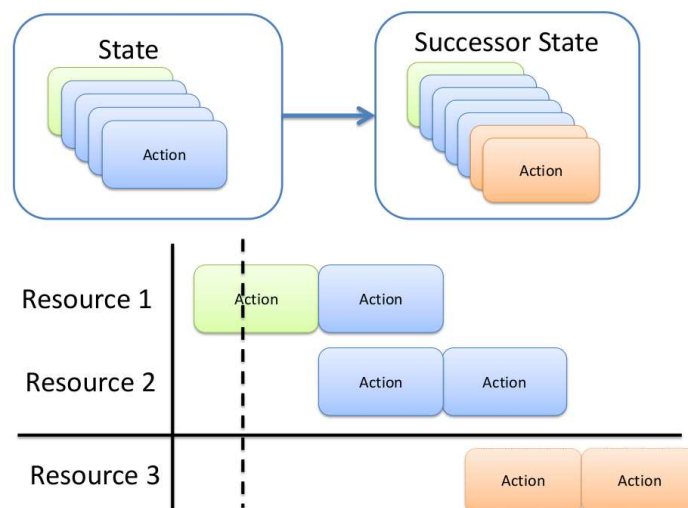 State
Successor State
Action
Action
Resource 1
Action
Action
Resource 2
Action
Action
Resource 3
Action
Action